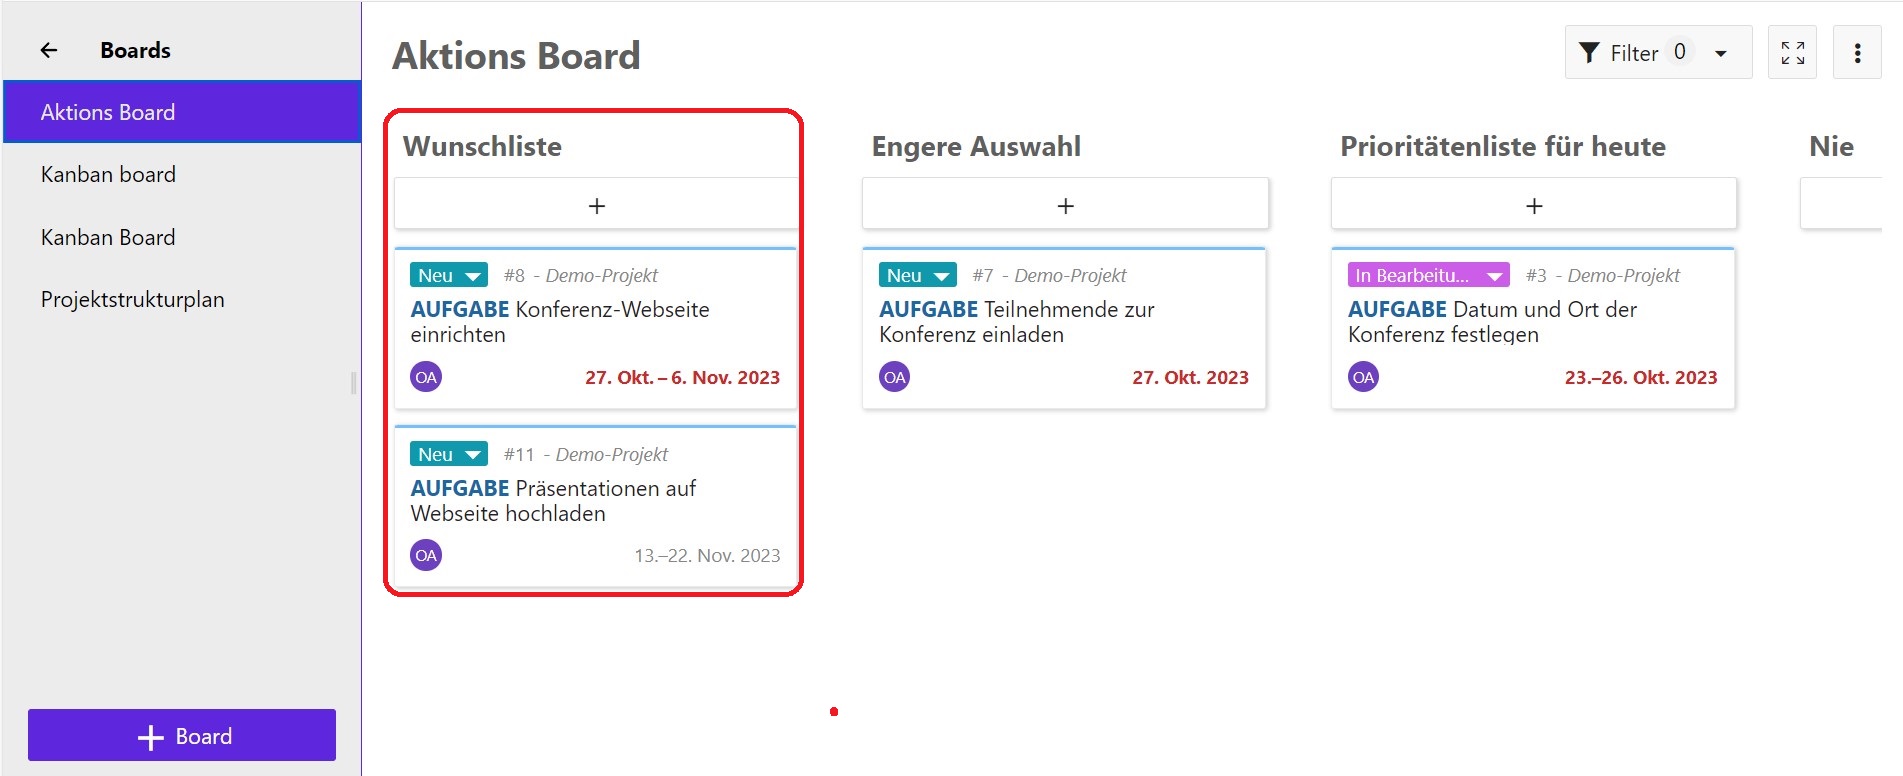 Boards
Aktions Board
Kanban board
Kanban Board
Projektstrukturplan
+ Board
Aktions Board
Filter 0
Wunschliste
+
Neu #8 - Demo-Projekt
AUFGABE Konferenz-Webseite
einrichten
OA 27. Okt. – 6. Nov. 2023
Neu #11 - Demo-Projekt
AUFGABE Präsentationen auf
Webseite hochladen
OA 13.–22. Nov. 2023
Engere Auswahl
+
Neu #7 - Demo-Projekt
AUFGABE Teilnehmende zur
Konferenz einladen
OA 27. Okt. 2023
Prioritätenliste für heute
+
In Bearbeitu... #3 - Demo-Projekt
AUFGABE Datum und Ort der
Konferenz festlegen
OA 23.–26. Okt. 2023
Nie